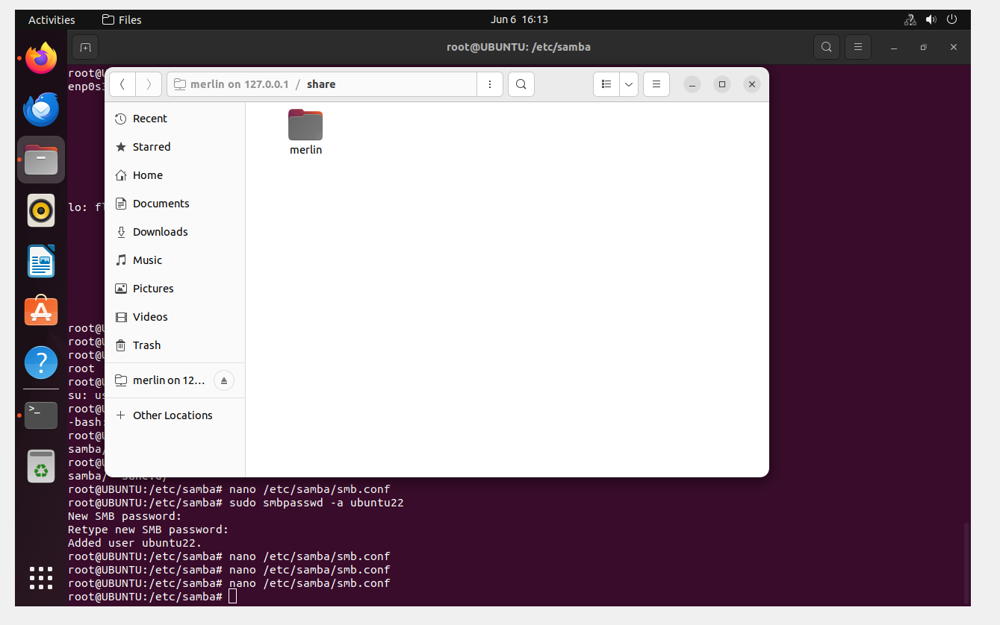 Activities
Files
Jun 6 16:13
root@UBUNTU: /etc/samba
merlin on 127.0.0.1 / share
Recent
Starred
Home
Documents
Downloads
Music
Pictures
Videos
Trash
merlin on 12…
+ Other Locations
merlin
root@U
enp0s3
lo: fl
root@U
root@U
root@U
root
root@U
su: us
root@U
-bash:
root@U
samba/
root@U
samba/
root@UBUNTU:/etc/samba# nano /etc/samba/smb.conf
root@UBUNTU:/etc/samba# sudo smbpasswd -a ubuntu22
New SMB password:
Retype new SMB password:
Added user ubuntu22.
root@UBUNTU:/etc/samba# nano /etc/samba/smb.conf
root@UBUNTU:/etc/samba# nano /etc/samba/smb.conf
root@UBUNTU:/etc/samba# nano /etc/samba/smb.conf
root@UBUNTU:/etc/samba#